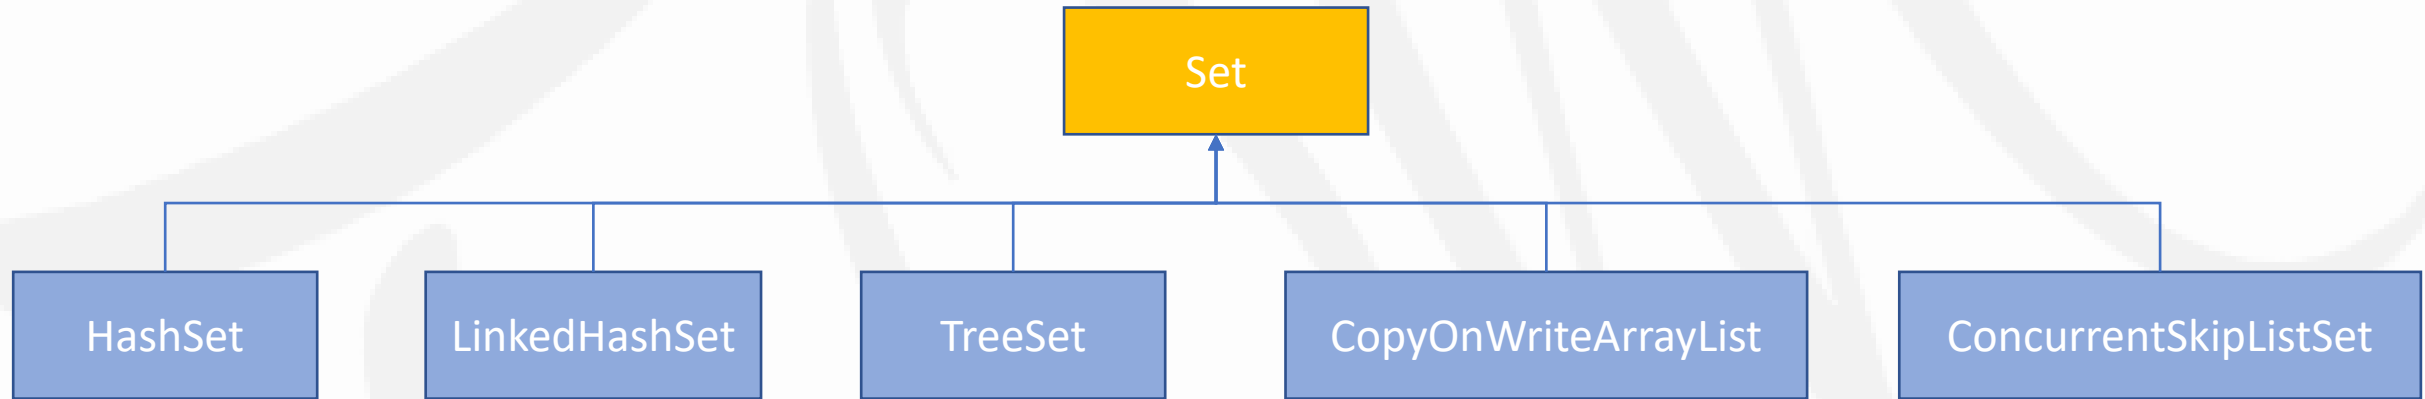 Set
HashSet
LinkedHashSet
TreeSet
CopyOnWriteArrayList
ConcurrentSkipListSet